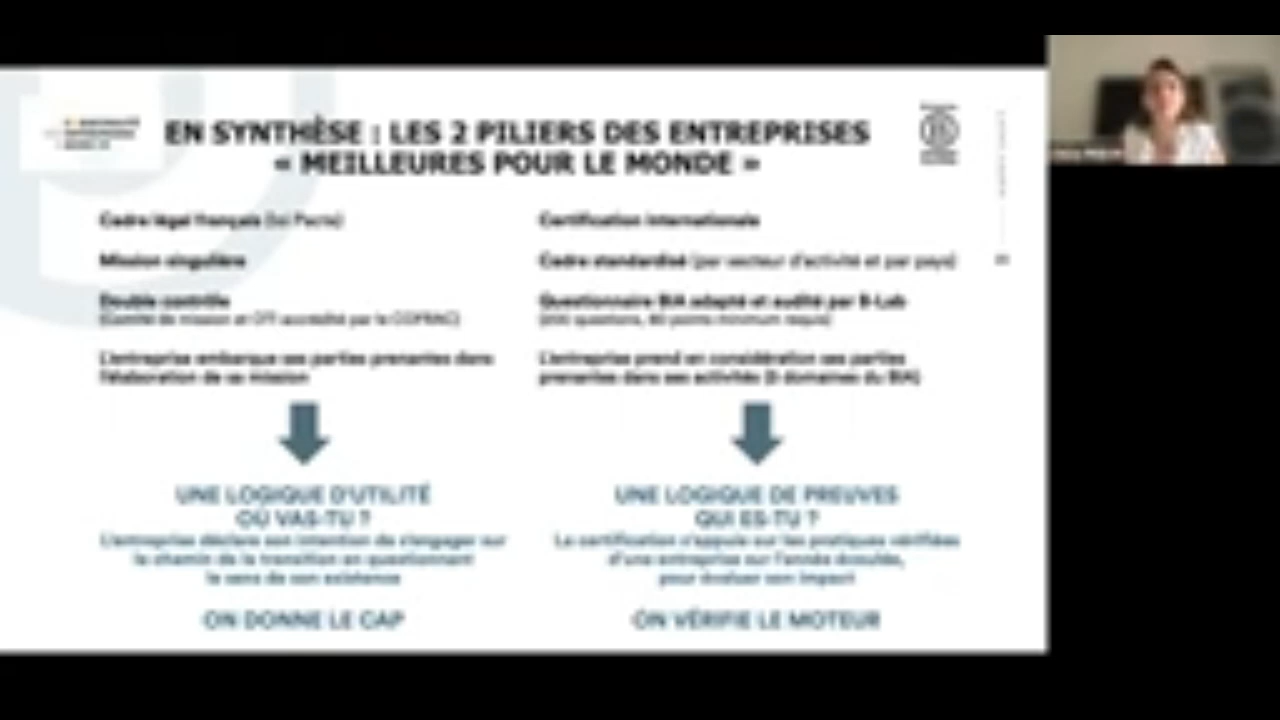 EN SYNTHÈSE : LES 2 PILIERS DES ENTREPRISES
« MEILLEURES POUR LE MONDE »
Cadre légal français (loi Pacte)
Mission singulière
Double contrôle
(Comité de mission et OTI accrédité par le COFRAC)
L'entreprise embarque ses parties prenantes dans
l'élaboration de sa mission
UNE LOGIQUE D'UTILITÉ
OÙ VAS-TU ?
L'entreprise déclare son intention de s'engager sur
le chemin de la transition en questionnant
le sens de son existence
ON DONNE LE CAP
Certification internationale
Cadre standardisé (par secteur d'activité et par pays)
Questionnaire BIA adapté et audité par B-Lab
(200 questions, 80 points minimum requis)
L'entreprise prend en considération ses parties
prenantes dans ses activités (5 domaines du BIA)
UNE LOGIQUE DE PREUVES
QUI ES-TU ?
La certification s'appuie sur les pratiques vérifiées
d'une entreprise sur l'année écoulée,
pour évaluer son impact
ON VÉRIFIE LE MOTEUR